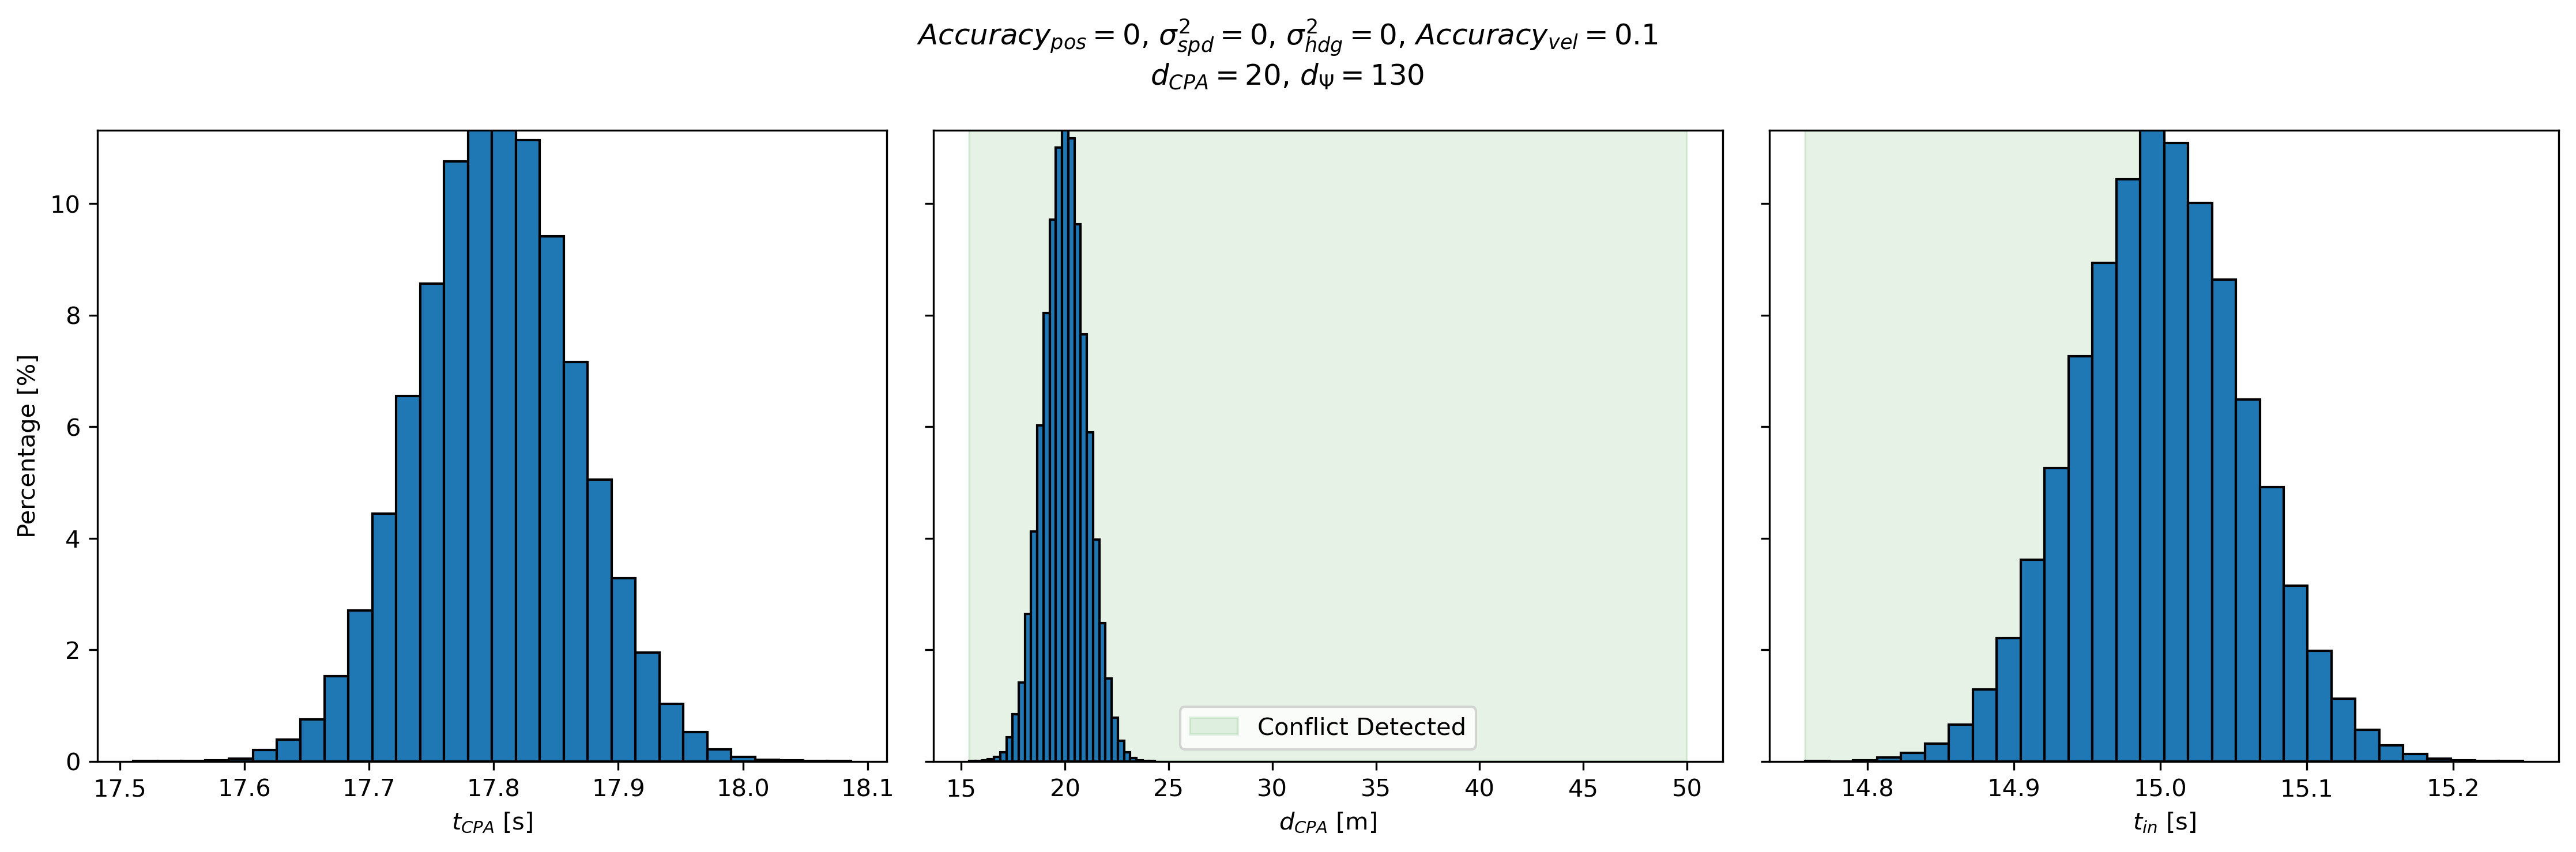 Accuracy_pos = 0, σ²_spd = 0, σ²_hdg = 0, Accuracy_vel = 0.1
d_CPA = 20, d_Ψ = 130
Percentage [%]
10
8
6
4
2
0
17.5 17.6 17.7 17.8 17.9 18.0 18.1
t_CPA [s]
Conflict Detected
15 20 25 30 35 40 45 50
d_CPA [m]
14.8 14.9 15.0 15.1 15.2
t_in [s]